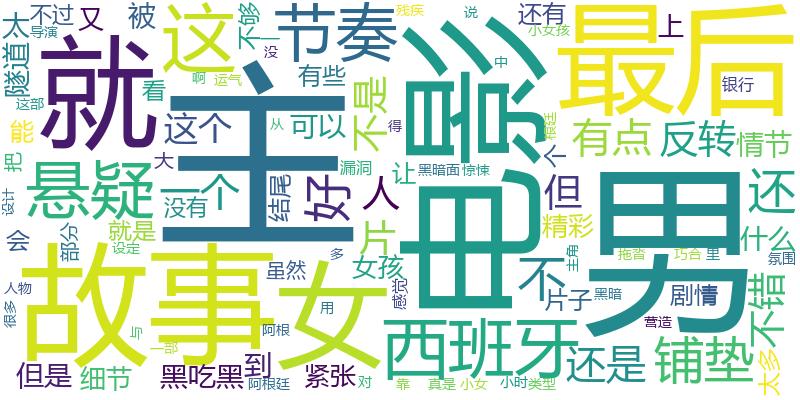 不过
又
被
这
不够
节奏
残疾
说
还有
小女孩
上
最后
太
导演
一
没
隧道
就
主
电影
这部
啊
运气
有些
看
不是
中
银行
能
这个
从
可以
得
根廷
有点
反转
情节
把
悬疑
一个
大
没有
结尾
好
漏洞
人
让
黑暗面
惊悚
个
但
男
还
设计
会
部分
就是
设定
故事
女
片
不
精彩
什么
虽然
多
女孩
感觉
片子
黑暗
主角
拖沓
巧合
里
氛围
不错
人物
很多
与
一部
阿根
用
西班牙
剧情
营造
还是
铺垫
太多
但是
细节
黑吃黑
到
阿根廷
紧张
对
靠
真是
小女
小时
类型